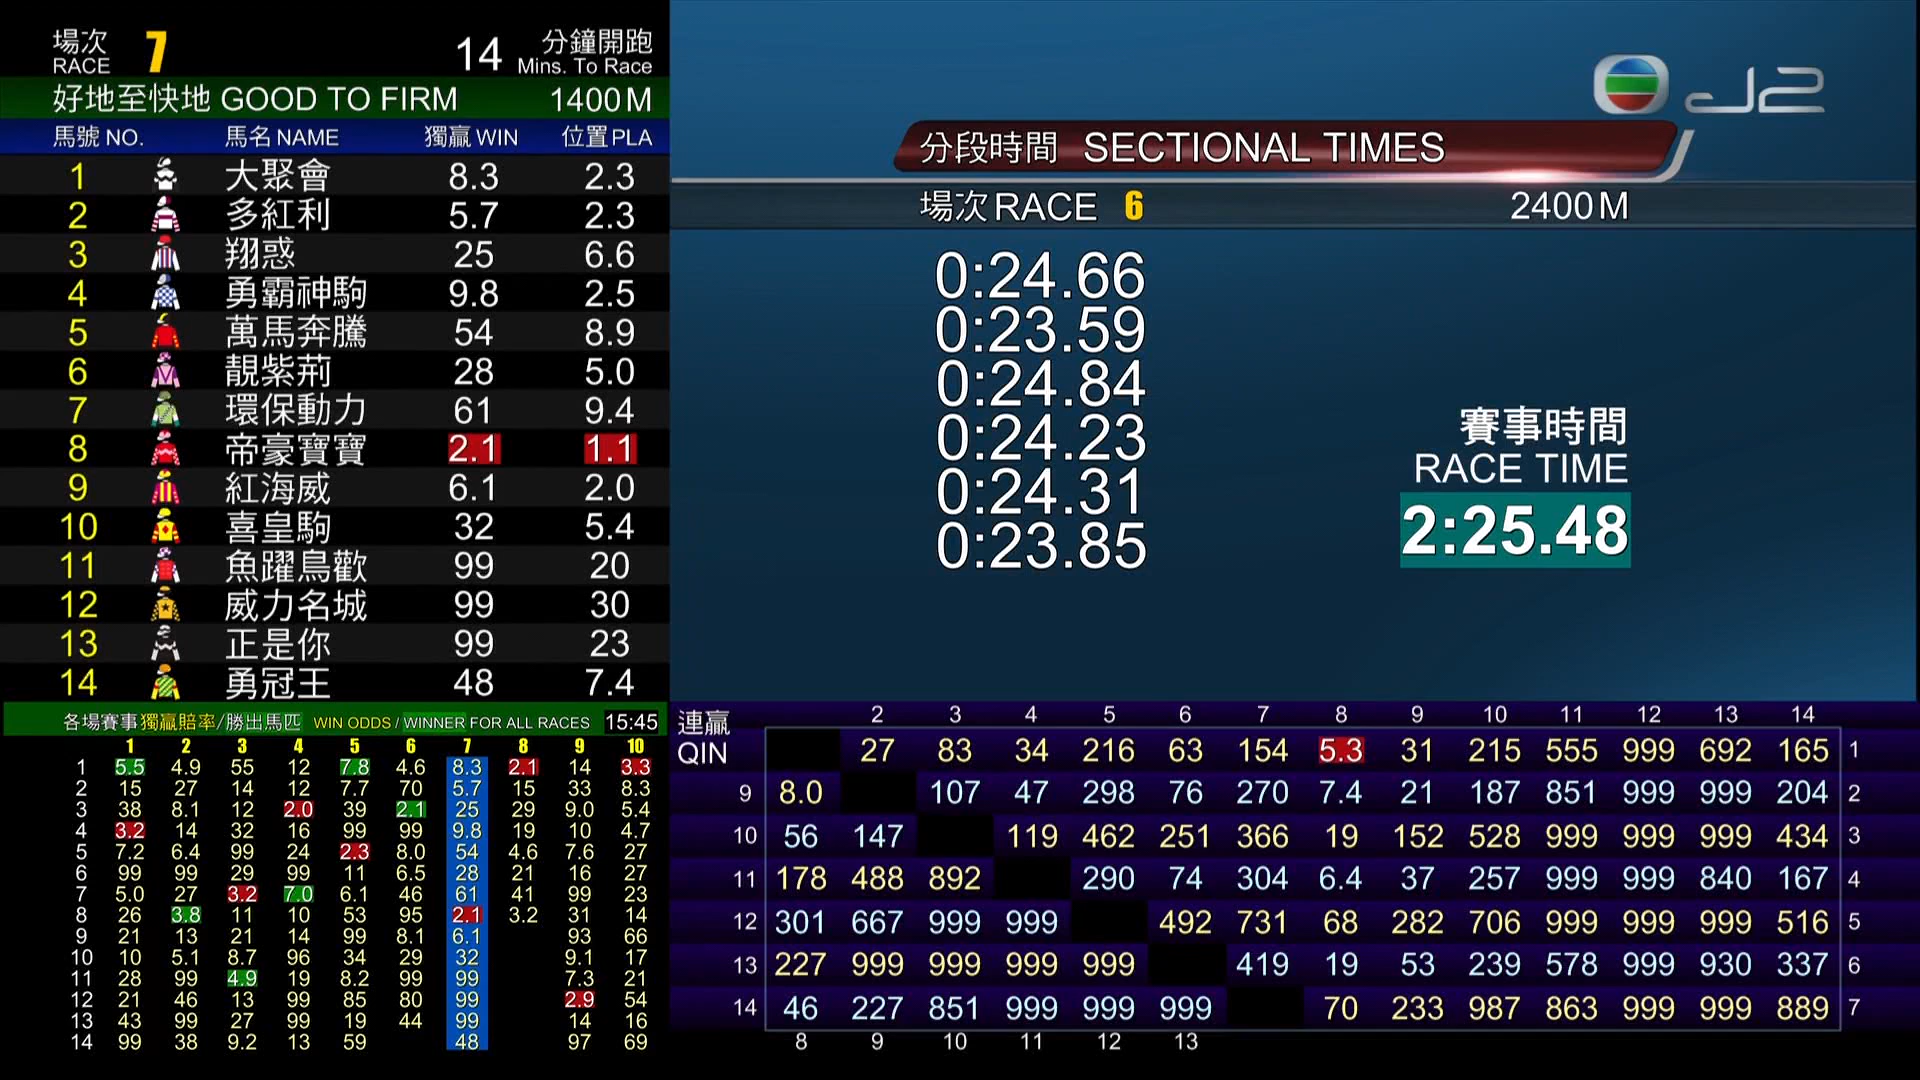 場次 RACE 7 14 分鐘開跑 Mins. To Race
好地至快地 GOOD TO FIRM 1400M
馬號 NO. 馬名 NAME 獨贏 WIN 位置 PLA
1 大聚會 8.3 2.3
2 多紅利 5.7 2.3
3 翔惑 25 6.6
4 勇霸神駒 9.8 2.5
5 萬馬奔騰 54 8.9
6 靚紫荊 28 5.0
7 環保動力 61 9.4
8 帝豪寶寶 2.1 1.1
9 紅海威 6.1 2.0
10 喜皇駒 32 5.4
11 魚躍鳥歡 99 20
12 威力名城 99 30
13 正是你 99 23
14 勇冠王 48 7.4
J2
分段時間 SECTIONAL TIMES
場次 RACE 6 2400M
0:24.66
0:23.59
0:24.84
0:24.23
0:24.31
0:23.85
賽事時間
RACE TIME
2:25.48
各場賽事獨贏賠率/勝出馬匹 WIN ODDS / WINNER FOR ALL RACES 15:45
1 2 3 4 5 6 7 8 9 10
1 5.5 4.9 55 12 7.8 4.6 8.3 2.1 14 3.3
2 15 27 14 12 7.7 70 5.7 15 33 8.3
3 38 8.1 12 2.0 39 2.1 25 29 9.0 5.4
4 3.2 14 32 16 99 99 9.8 19 10 4.7
5 7.2 6.4 99 24 2.3 8.0 54 4.6 7.6 27
6 99 99 29 99 11 6.5 28 21 16 27
7 5.0 27 3.2 7.0 6.1 46 61 41 99 23
8 26 3.8 11 10 53 95 2.1 3.2 31 14
9 21 13 21 14 99 8.1 6.1 93 66
10 10 5.1 8.7 96 34 29 32 9.1 17
11 28 99 4.9 19 8.2 99 99 7.3 21
12 21 46 13 99 85 80 99 2.9 54
13 43 99 27 99 19 44 99 14 16
14 99 38 9.2 13 59 48 97 69
連贏 QIN 2 3 4 5 6 7 8 9 10 11 12 13 14
27 83 34 216 63 154 5.3 31 215 555 999 692 165 1
9 8.0 107 47 298 76 270 7.4 21 187 851 999 999 204 2
10 56 147 119 462 251 366 19 152 528 999 999 999 434 3
11 178 488 892 290 74 304 6.4 37 257 999 999 840 167 4
12 301 667 999 999 492 731 68 282 706 999 999 999 516 5
13 227 999 999 999 999 419 19 53 239 578 999 930 337 6
14 46 227 851 999 999 999 70 233 987 863 999 999 889 7
8 9 10 11 12 13